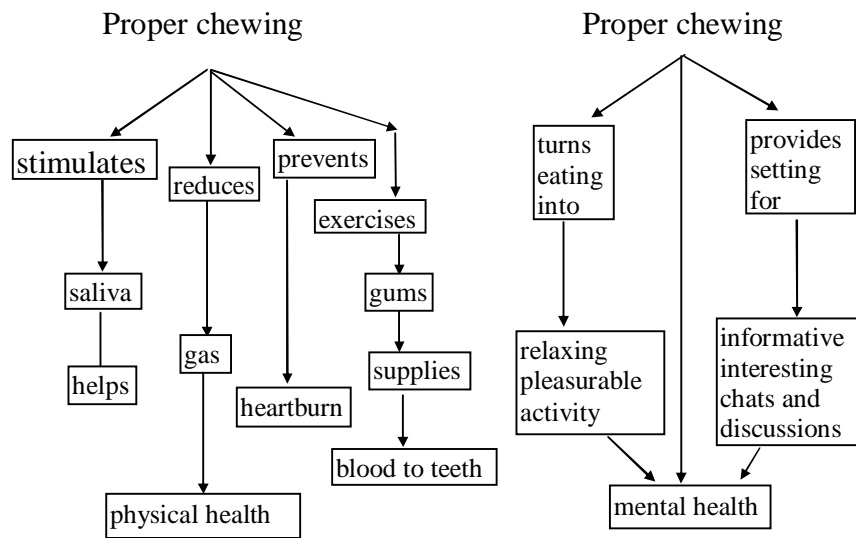 Proper chewing
stimulates
saliva
helps
reduces
gas
physical health
prevents
heartburn
exercises
gums
supplies
blood to teeth
Proper chewing
turns
eating
into
relaxing
pleasurable
activity
provides
setting
for
informative
interesting
chats and
discussions
mental health